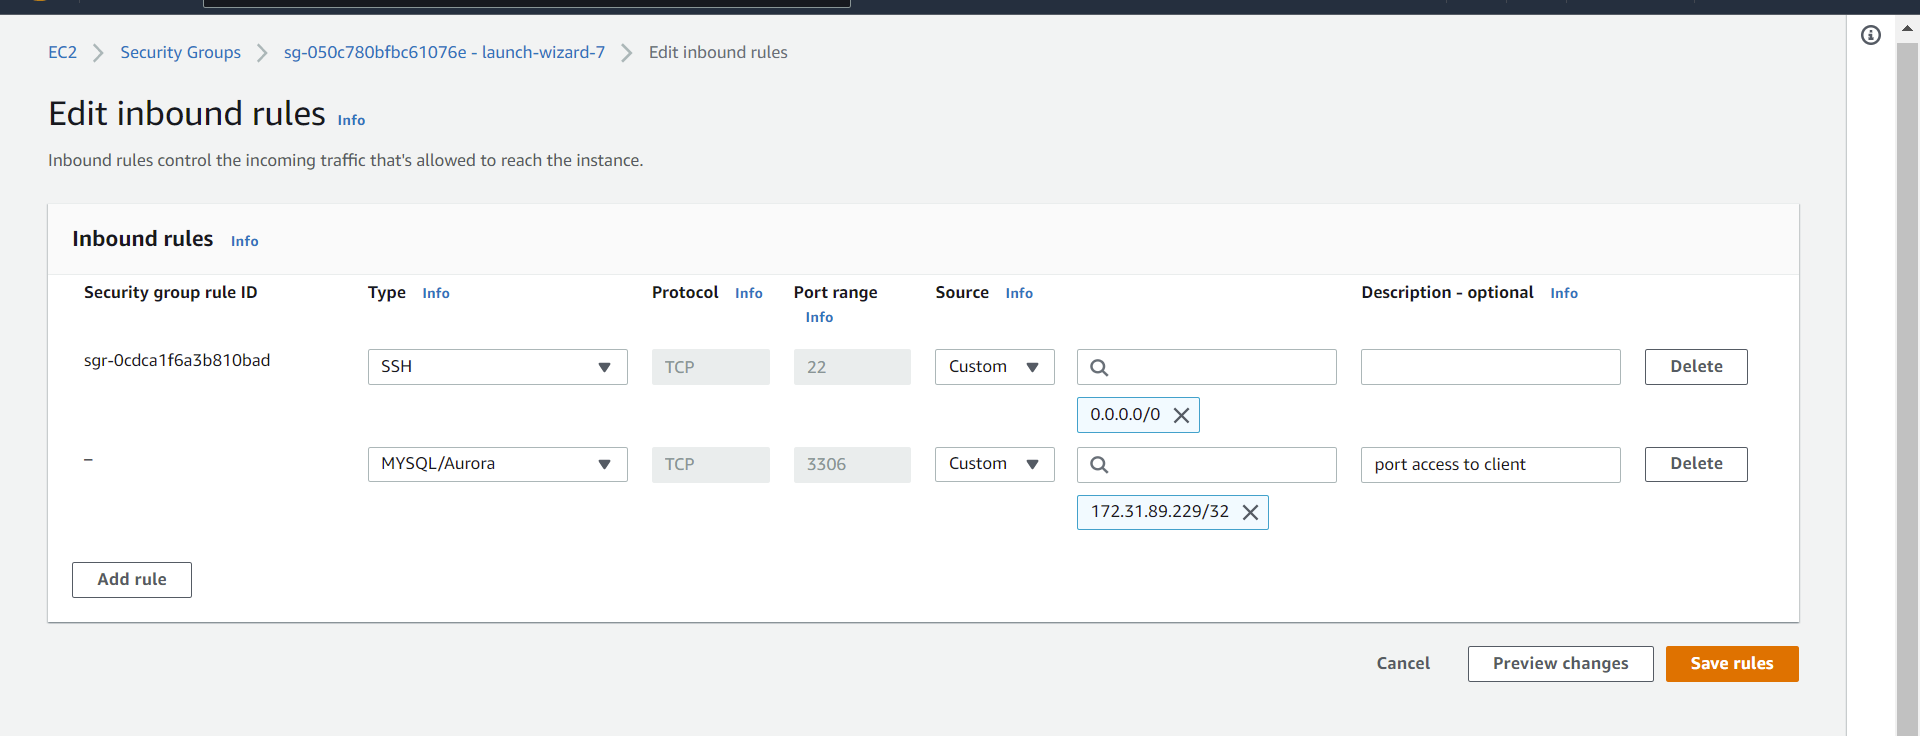 EC2 Security Groups sg-050c780bfbc61076e - launch-wizard-7 Edit inbound rules
Edit inbound rules Info
Inbound rules control the incoming traffic that's allowed to reach the instance.
Inbound rules Info
Security group rule ID Type Info Protocol Info Port range Source Info Description - optional Info
Info
sgr-0cdca1f6a3b810bad SSH TCP 22 Custom Delete
0.0.0.0/0
– MYSQL/Aurora TCP 3306 Custom port access to client Delete
172.31.89.229/32
Add rule
Cancel Preview changes Save rules